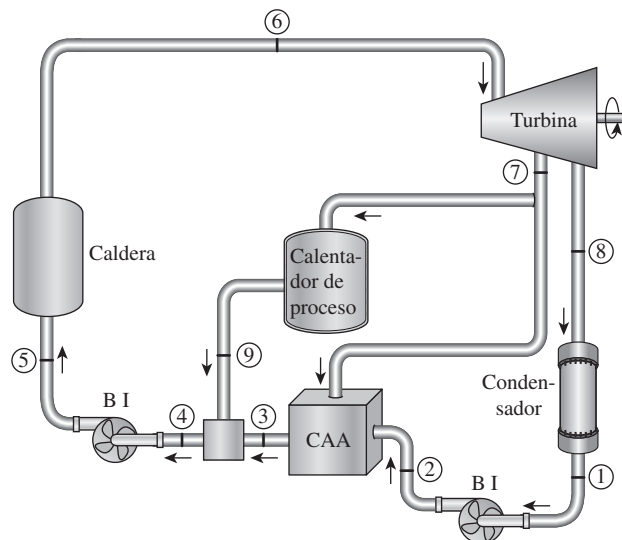 6
Turbina
7
Calenta-
dor de
proceso
8
Caldera
5
9
Conden-
sador
B I
4
3
CAA
2
B I
1